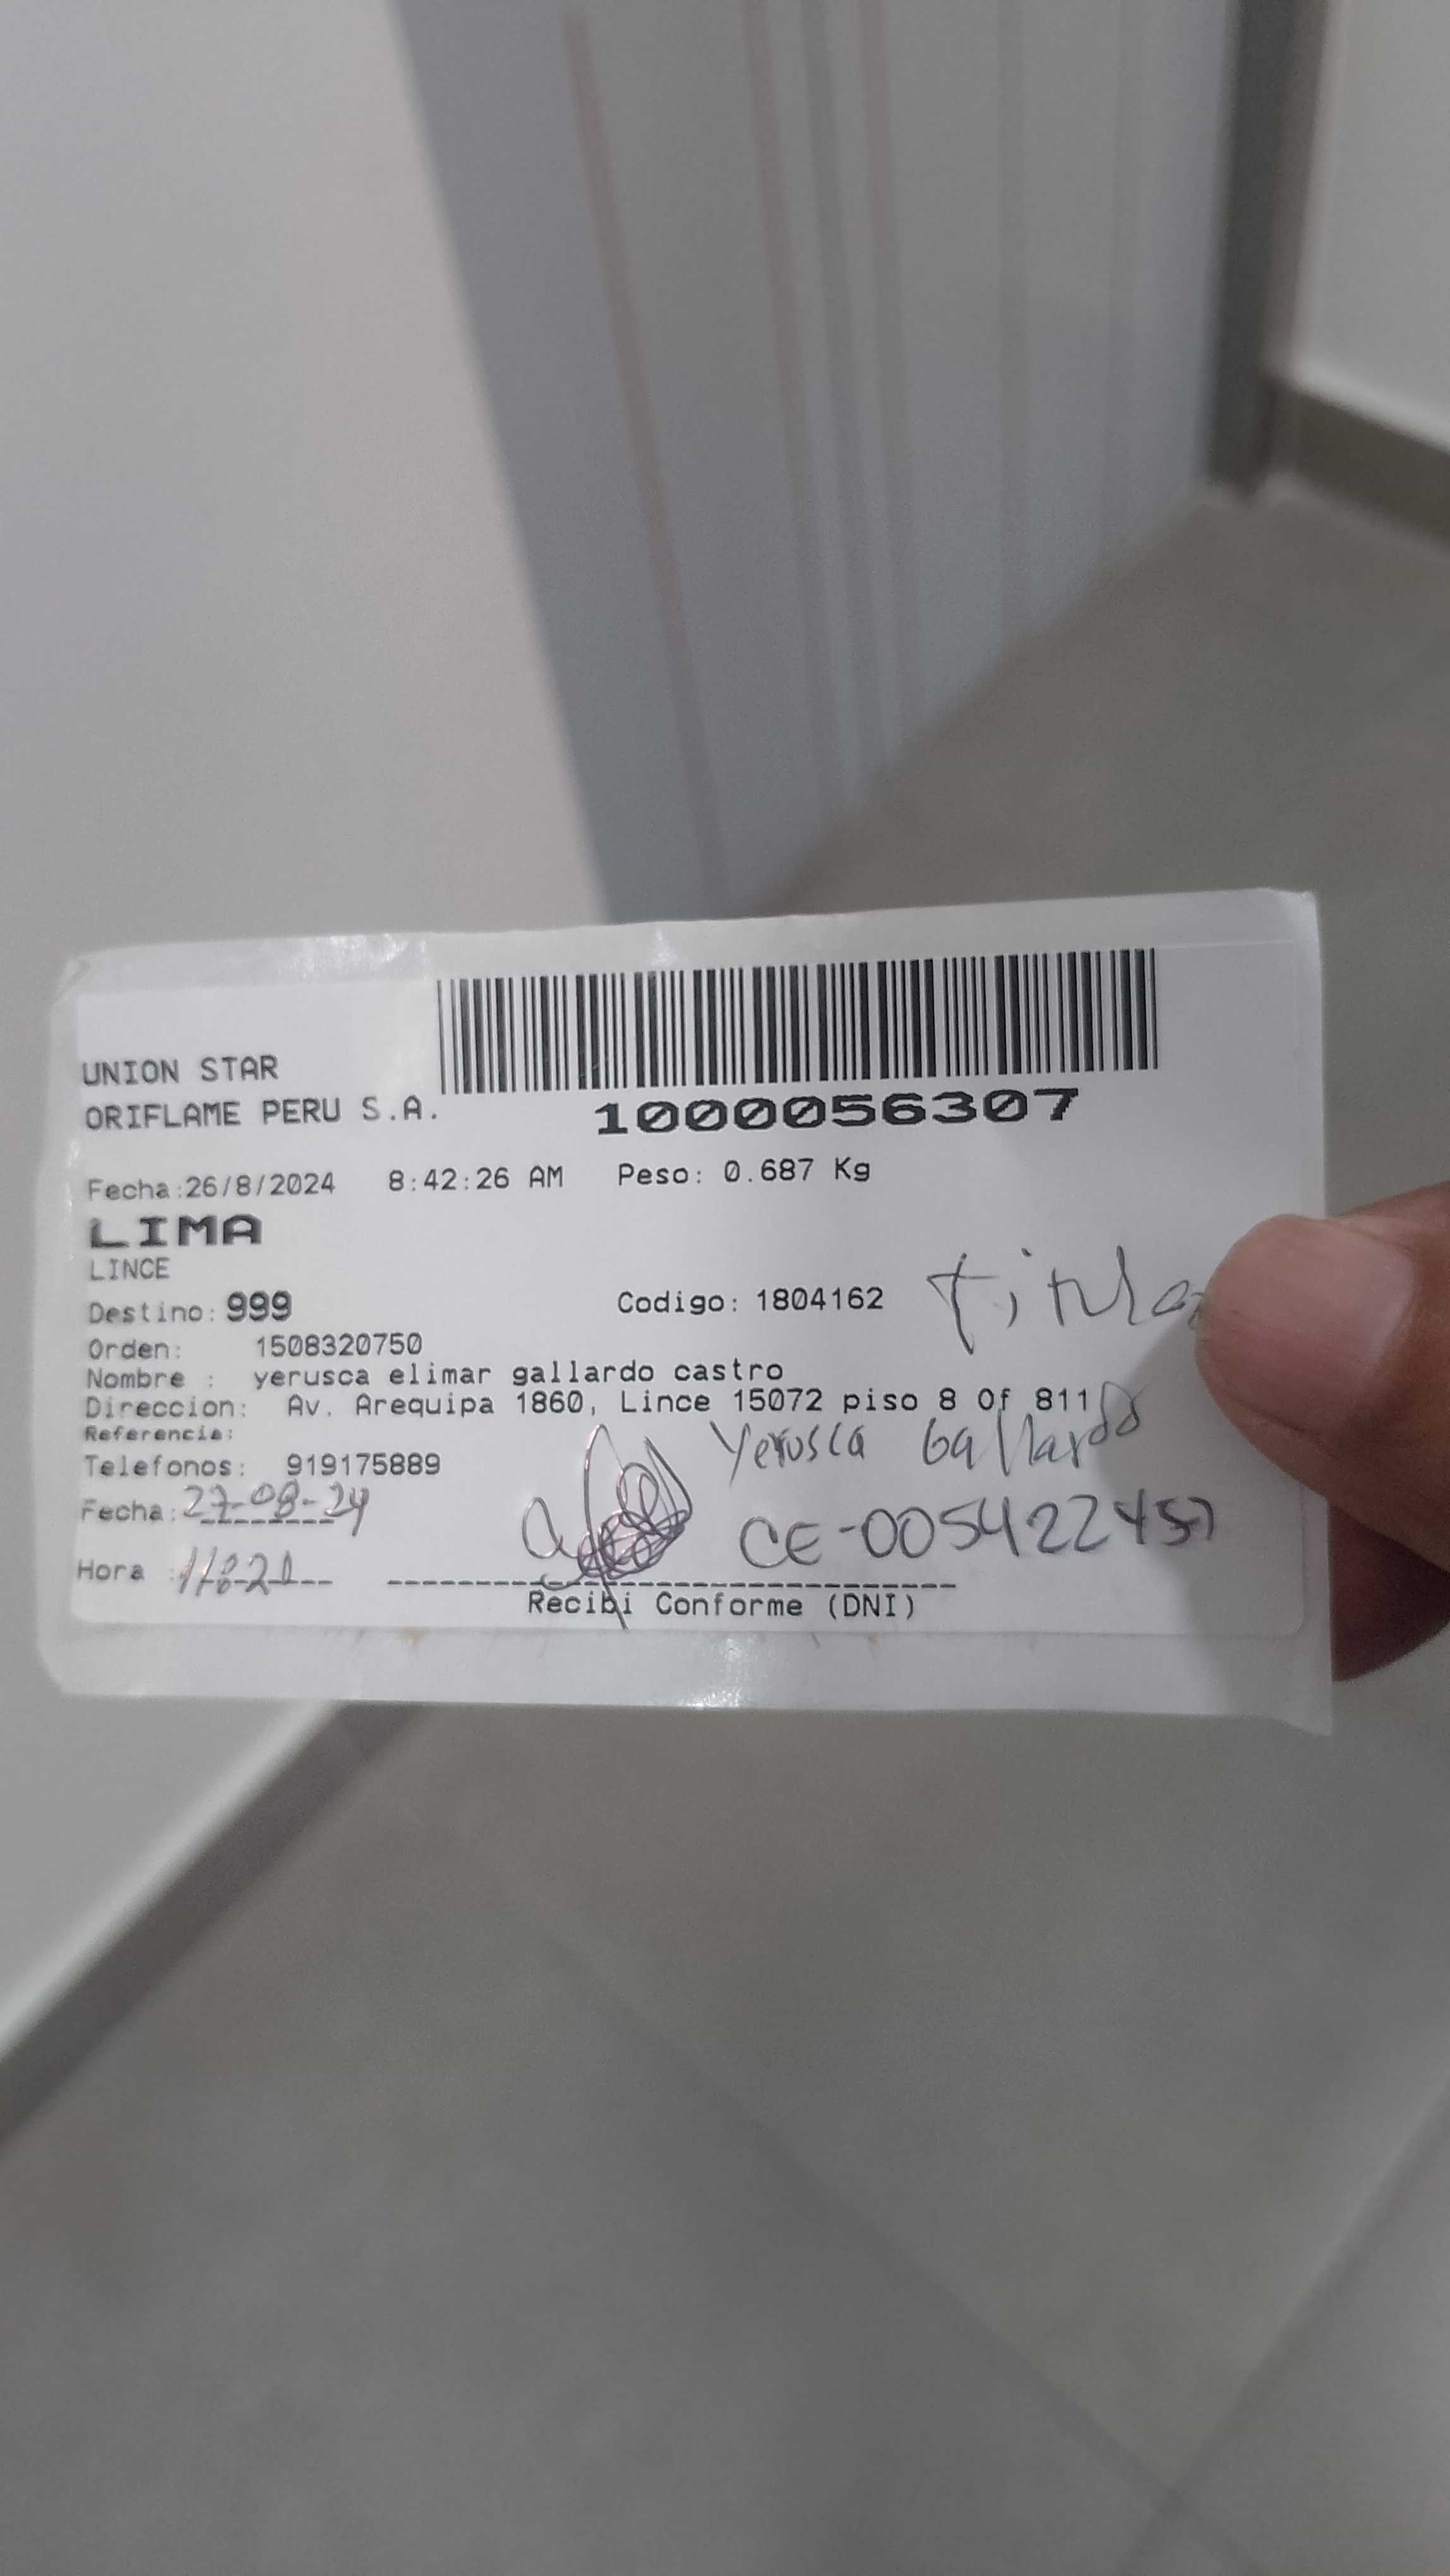 UNION STAR
ORIFLAME PERU S.A.
1000056307
Fecha:26/8/2024 8:42:26 AM Peso: 0.687 Kg
LIMA
LINCE
Destino: 999 Codigo: 1804162
Orden: 1508320750
Nombre : yerusca elimar gallardo castro
Direccion: Av. Arequipa 1860, Lince 15072 piso 8 Of 811
Referencia:
Yerusca Gallardo
Telefonos: 919175889
Fecha: 27-08-24
CE-005422457
Hora :
Recibi Conforme (DNI)